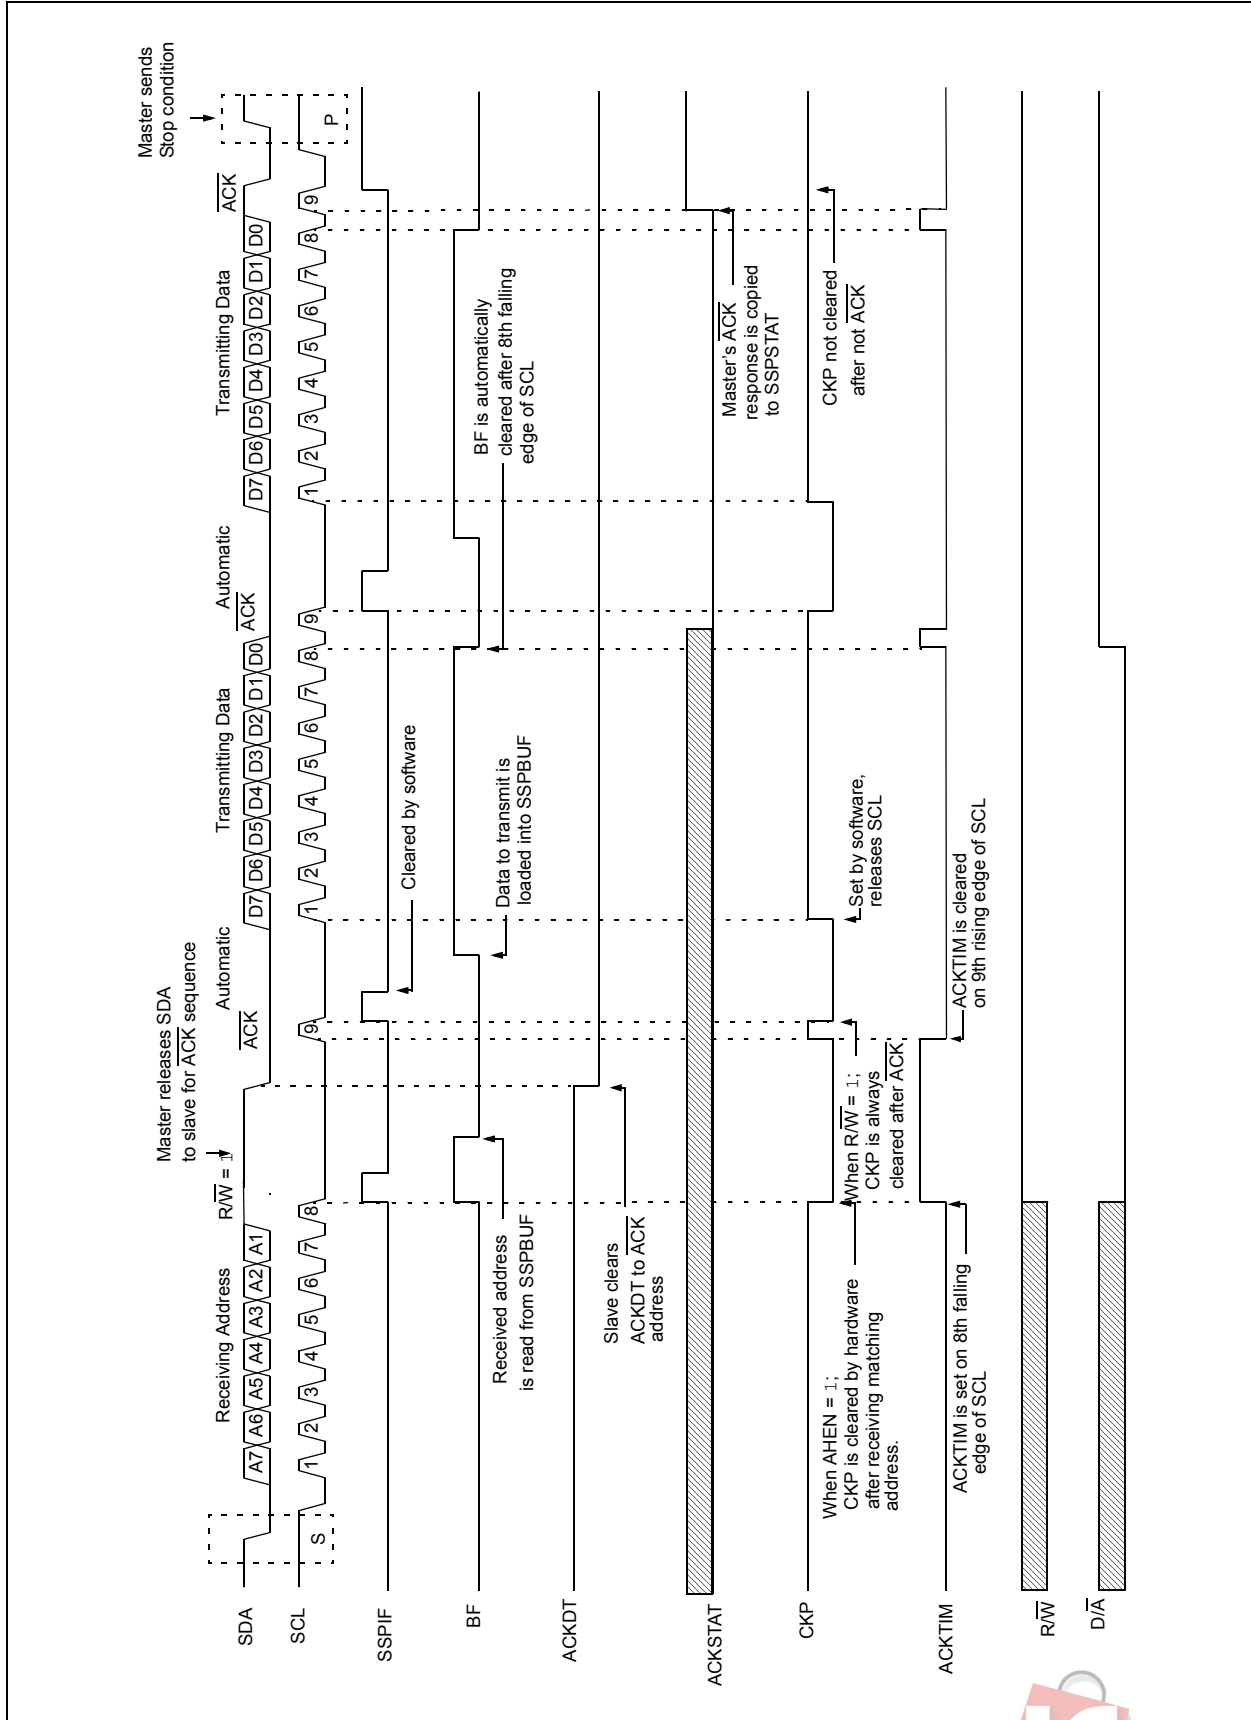 Master releases SDA
to slave for ACK sequence
Master sends
Stop condition
Receiving Address
R/W = 1
Automatic
ACK
Transmitting Data
Automatic
ACK
Transmitting Data
ACK
SDA
A7 A6 A5 A4 A3 A2 A1
D7 D6 D5 D4 D3 D2 D1 D0
D7 D6 D5 D4 D3 D2 D1 D0
SCL
S
1 2 3 4 5 6 7 8 9
1 2 3 4 5 6 7 8 9
1 2 3 4 5 6 7 8 9
P
SSPIF
Cleared by software
BF
Received address
is read from SSPBUF
Data to transmit is
loaded into SSPBUF
BF is automatically
cleared after 8th falling
edge of SCL
ACKDT
Slave clears
ACKDT to ACK
address
ACKSTAT
Master's ACK
response is copied
to SSPSTAT
CKP
When AHEN = 1;
CKP is cleared by hardware
after receiving matching
address.
When R/W = 1;
CKP is always
cleared after ACK
Set by software,
releases SCL
CKP not cleared
after not ACK
ACKTIM
ACKTIM is set on 8th falling
edge of SCL
ACKTIM is cleared
on 9th rising edge of SCL
R/W
D/A